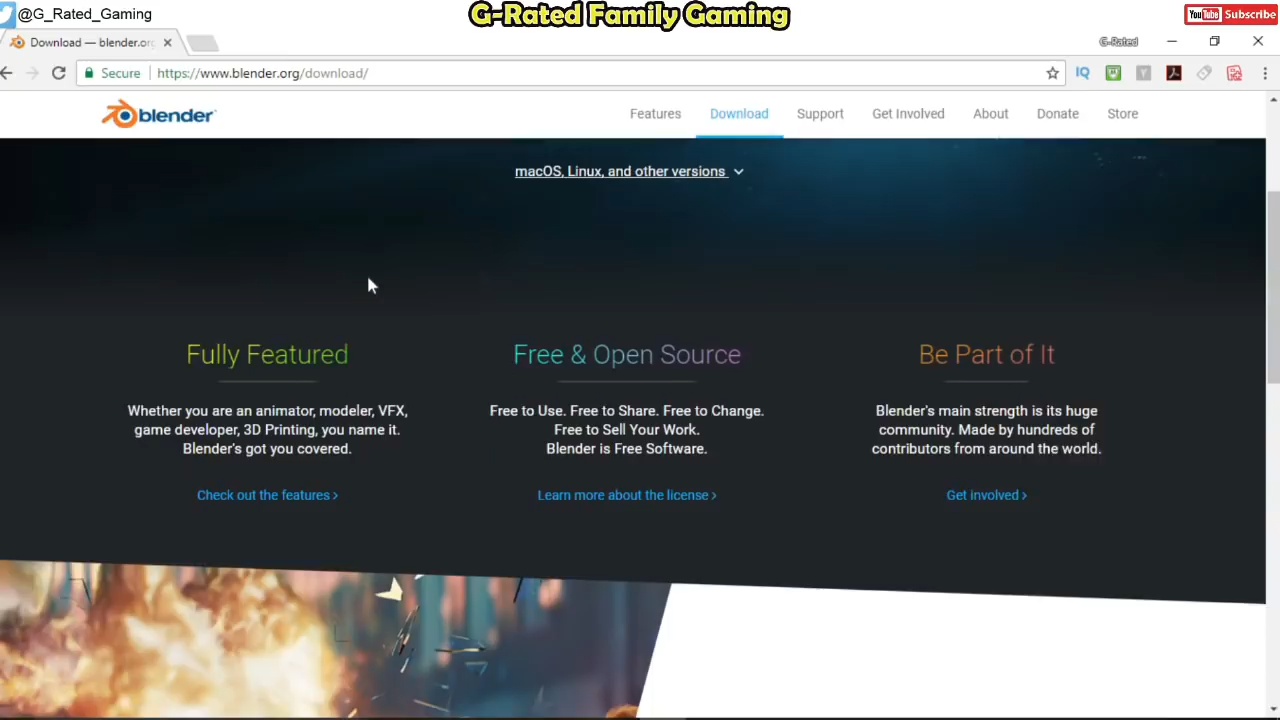 @G_Rated_Gaming
G-Rated Family Gaming
YouTube Subscribe
Download — blender.org
G-Rated
Secure
https://www.blender.org/download/
IQ
blender
Features
Download
Support
Get Involved
About
Donate
Store
macOS, Linux, and other versions
Fully Featured
Free & Open Source
Be Part of It
Whether you are an animator, modeler, VFX,
game developer, 3D Printing, you name it.
Blender's got you covered.
Free to Use. Free to Share. Free to Change.
Free to Sell Your Work.
Blender is Free Software.
Blender's main strength is its huge
community. Made by hundreds of
contributors from around the world.
Check out the features ›
Learn more about the license ›
Get involved ›